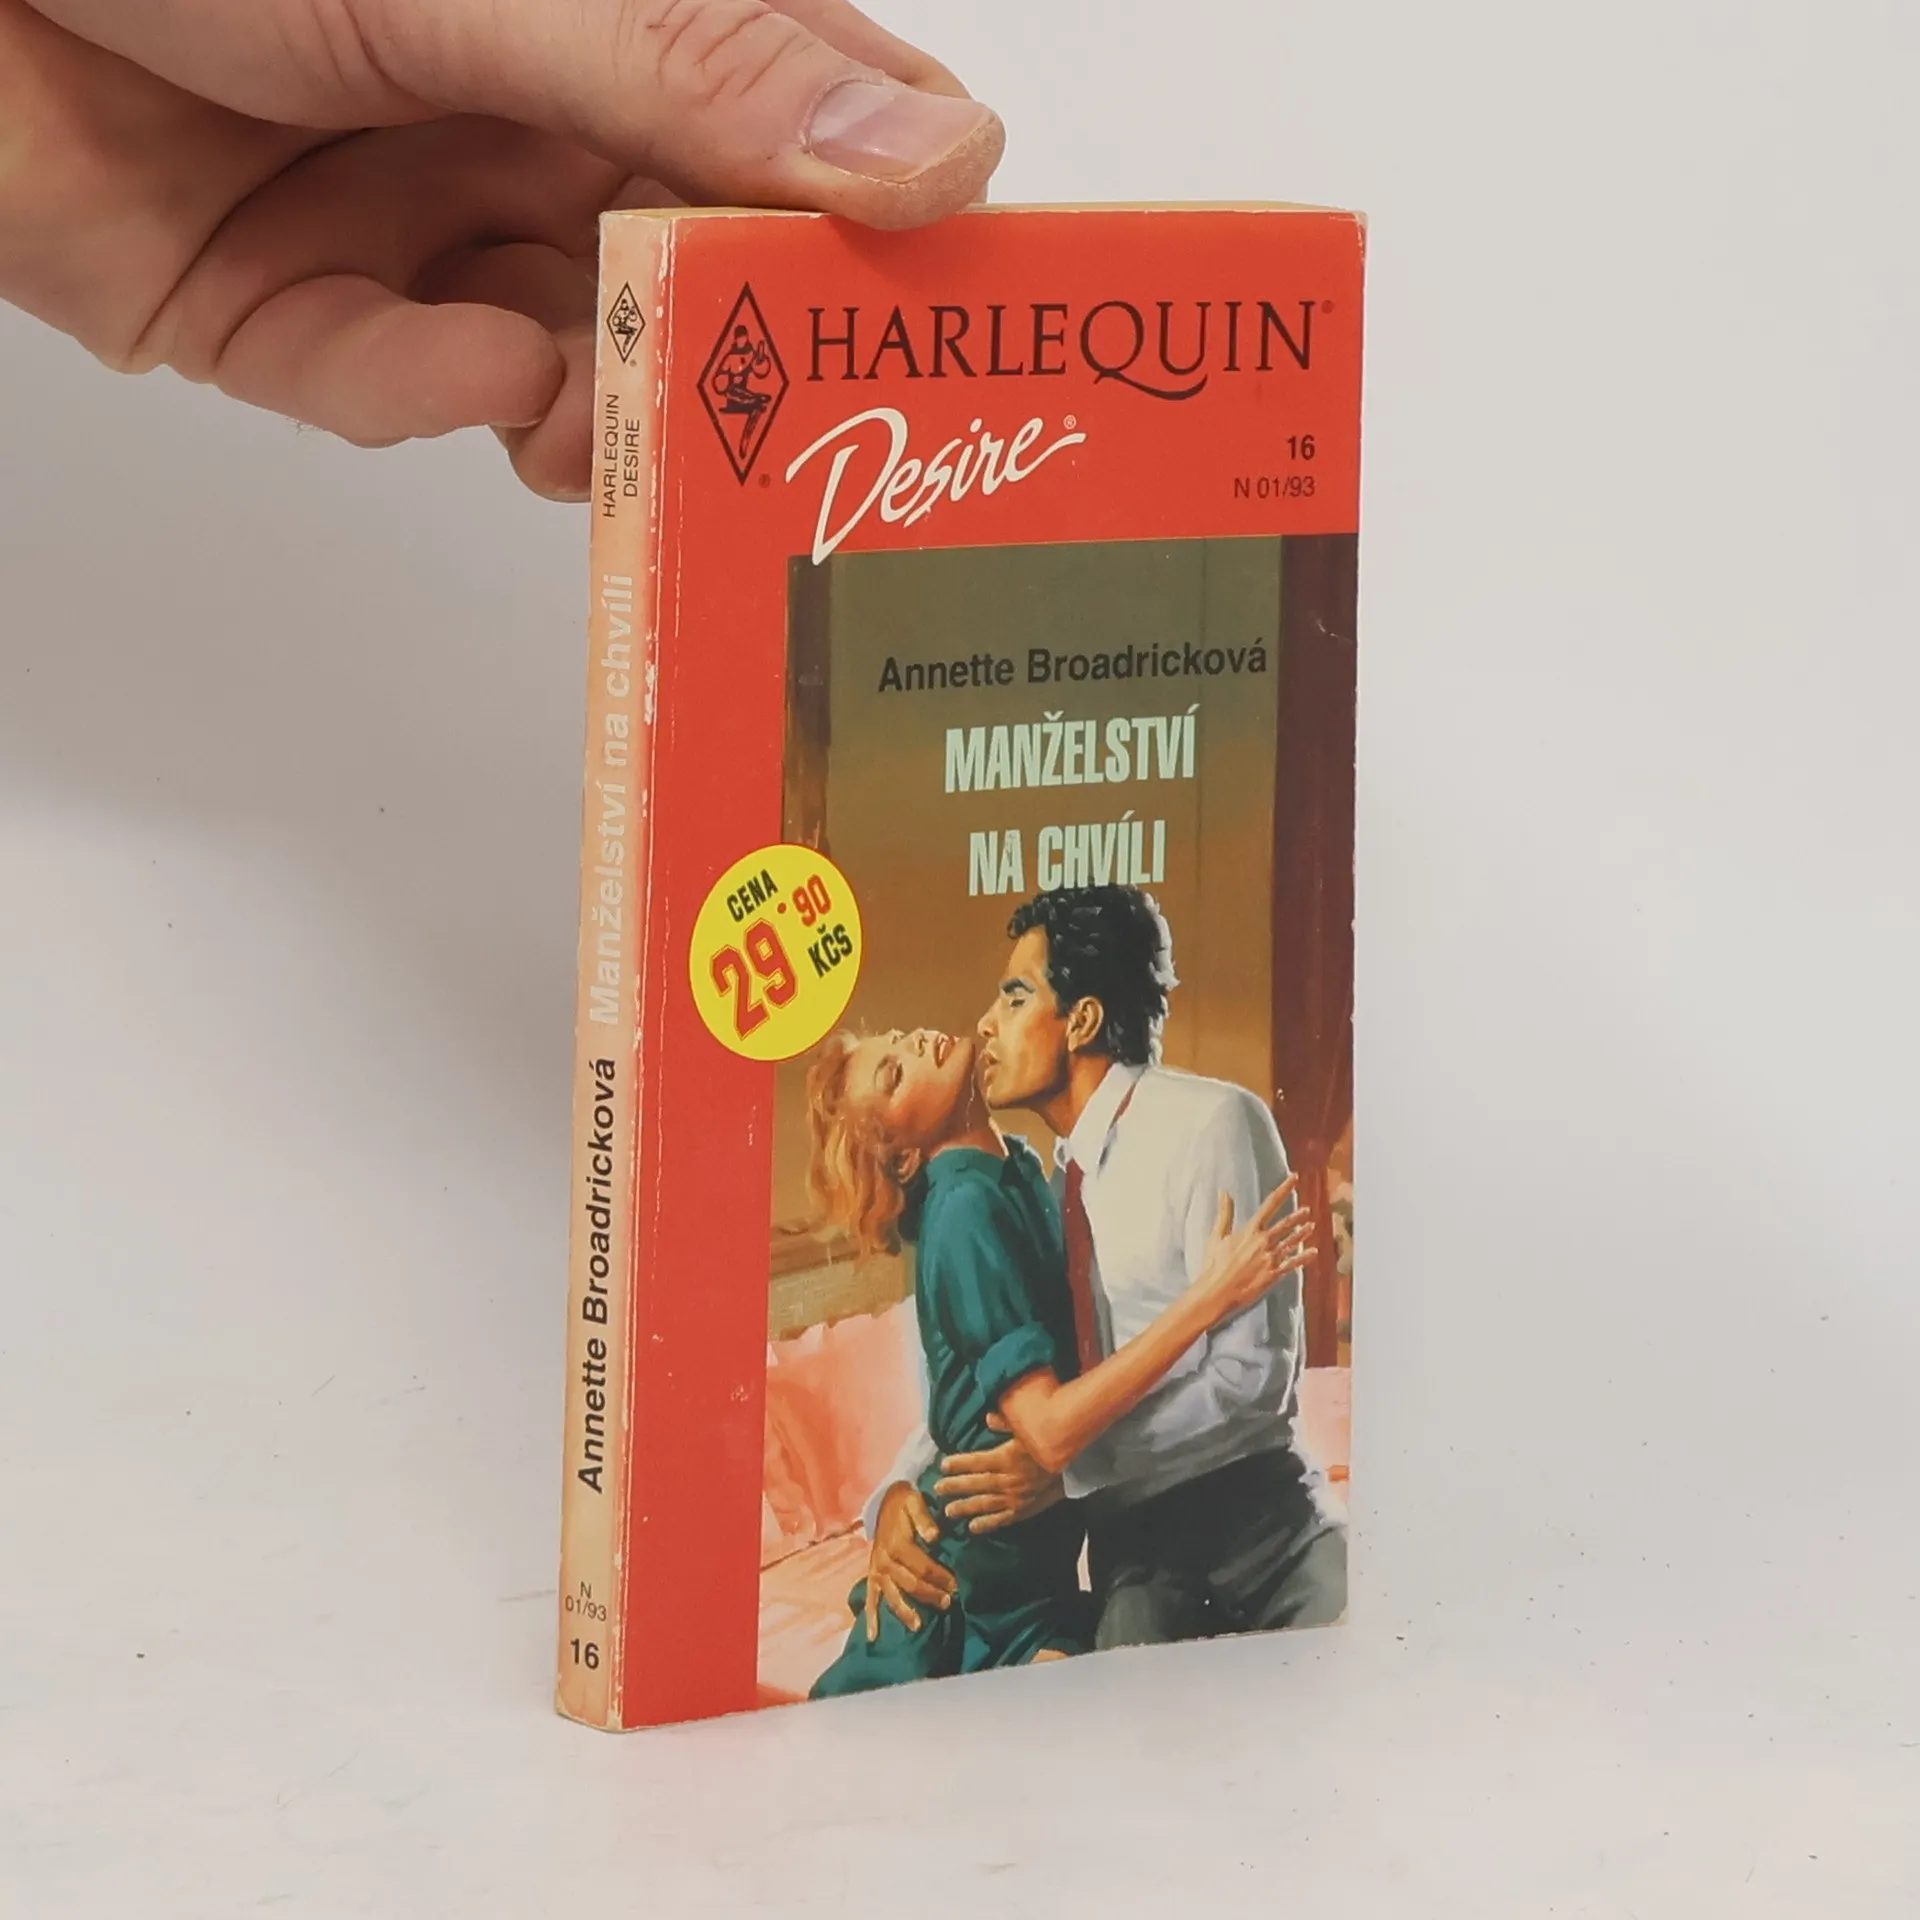 HARLEQUIN®
Desire®
16
N 01/93
Annette Broadricková
MANŽELSTVÍ
NA CHVÍLI
CENA
29·90
KČS
HARLEQUIN
DESIRE
Manželství na chvíli
Annette Broadricková
N
01/93
16